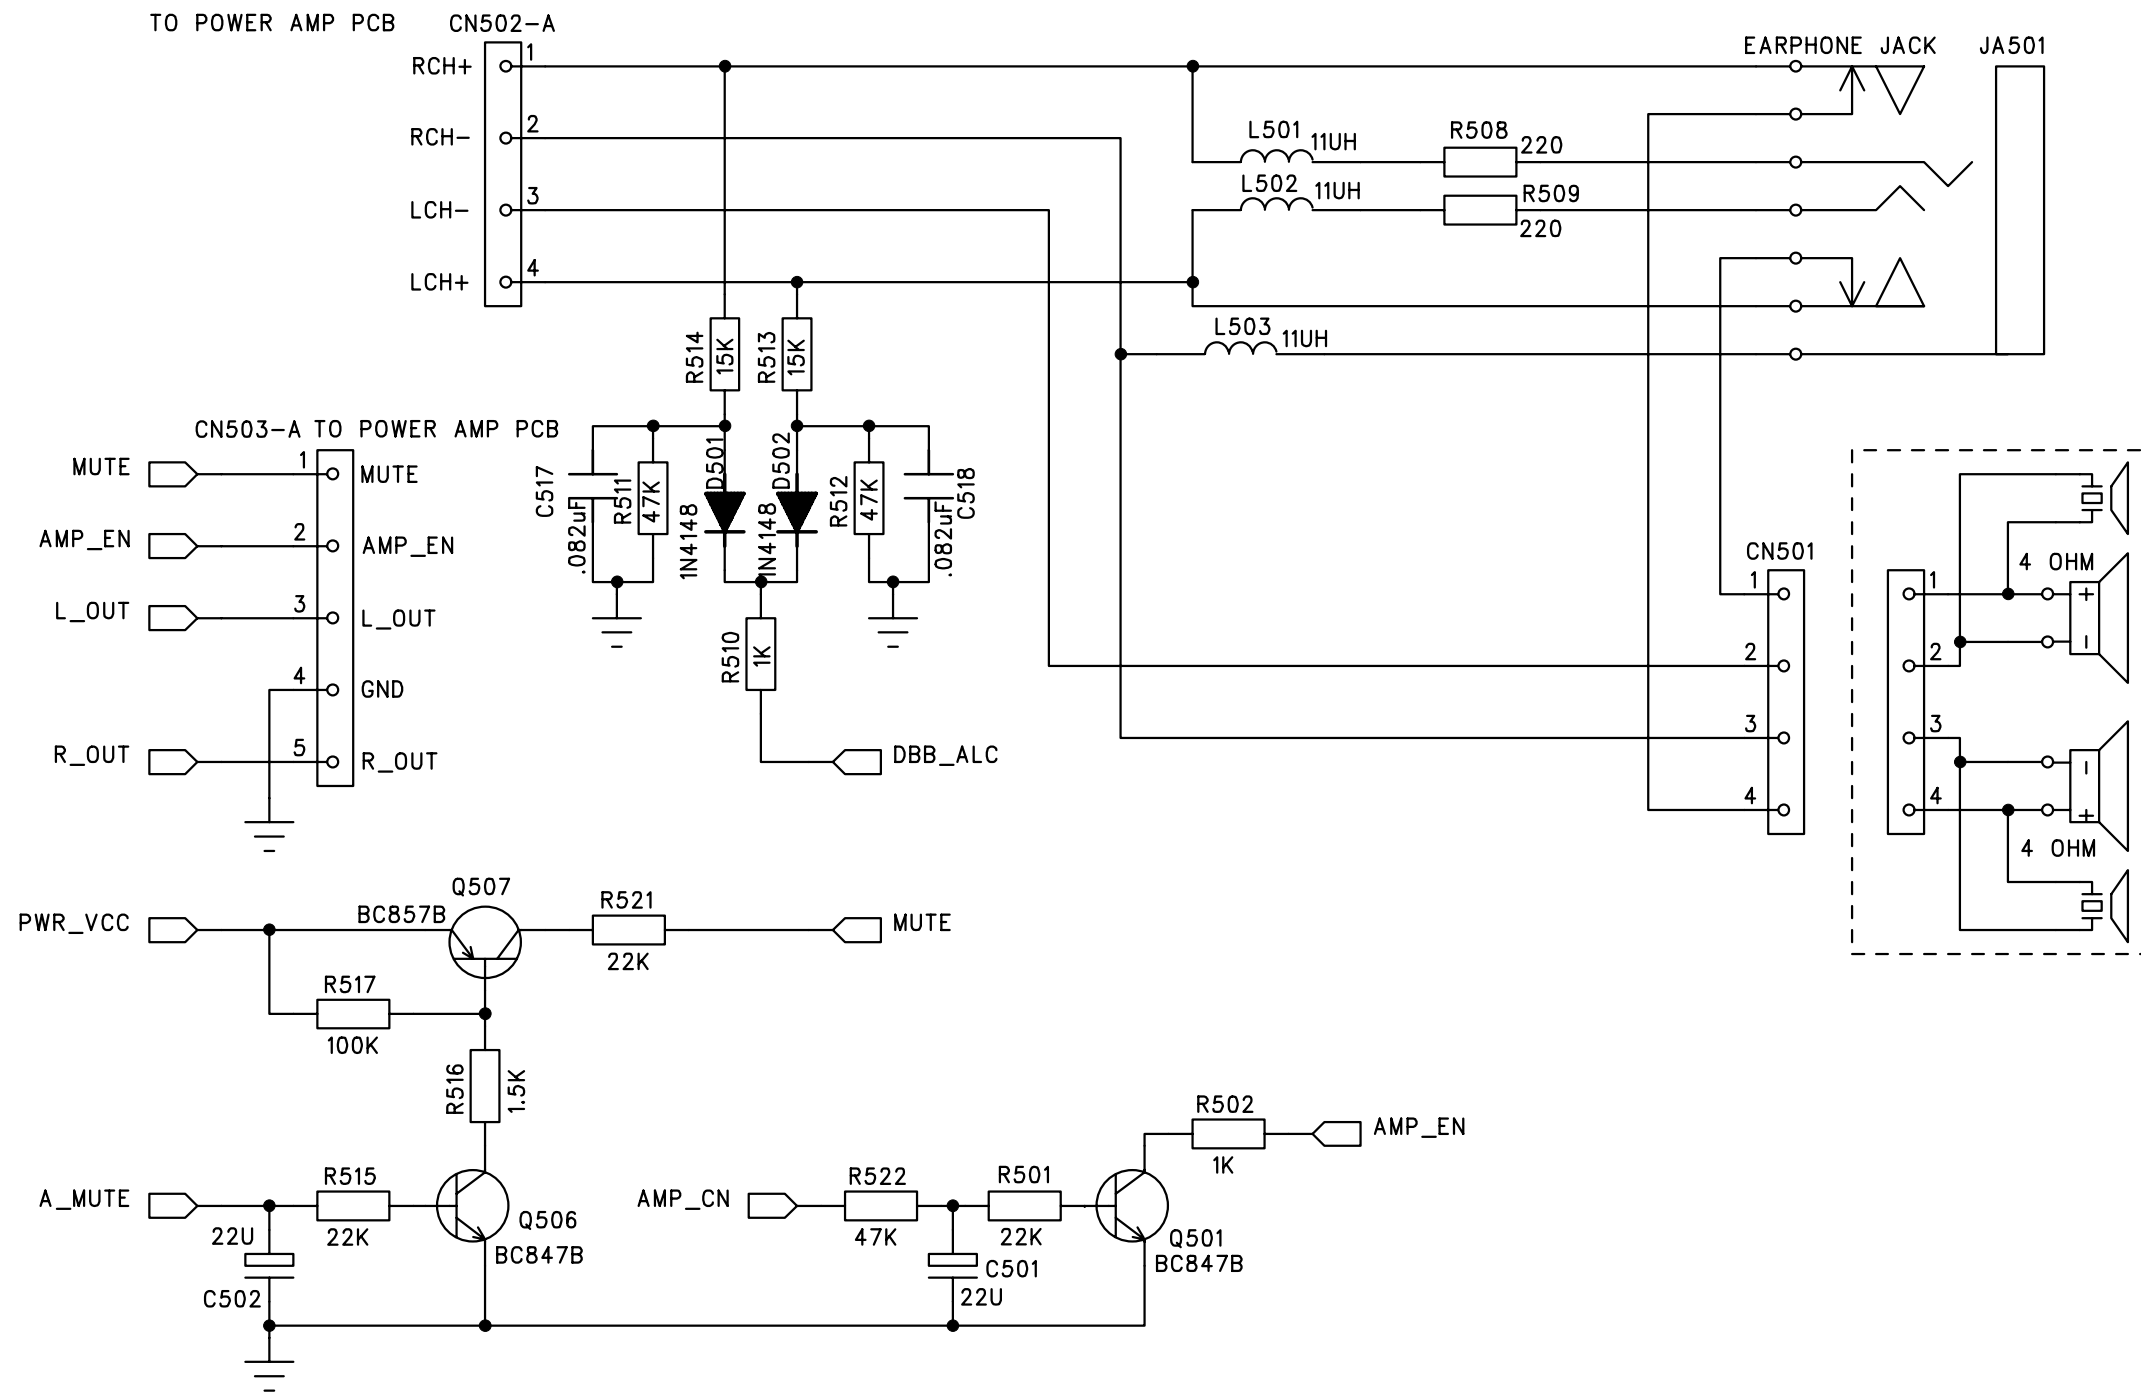 TO POWER AMP PCB CN502-A
EARPHONE JACK JA501
RCH+ 1
RCH- 2
LCH- 3
LCH+ 4
L501 11UH R508 220
L502 11UH R509 220
L503 11UH
R514 15K R513 15K
CN503-A TO POWER AMP PCB
MUTE 1 MUTE
AMP_EN 2 AMP_EN
L_OUT 3 L_OUT
4 GND
R_OUT 5 R_OUT
C517 .082uF
R511 47K
D501 1N4148
D502 1N4148
R512 47K
C518 .082uF
R510 1K
DBB_ALC
CN501
1 1
2 2
3 3
4 4
4 OHM
+
-
-
+
4 OHM
Q507
BC857B
PWR_VCC
R521
22K
MUTE
R517
100K
R516 1.5K
A_MUTE
R515
22K
22U
C502
Q506
BC847B
AMP_CN
R522
47K
R501
22K
C501
22U
Q501
BC847B
R502
1K
AMP_EN